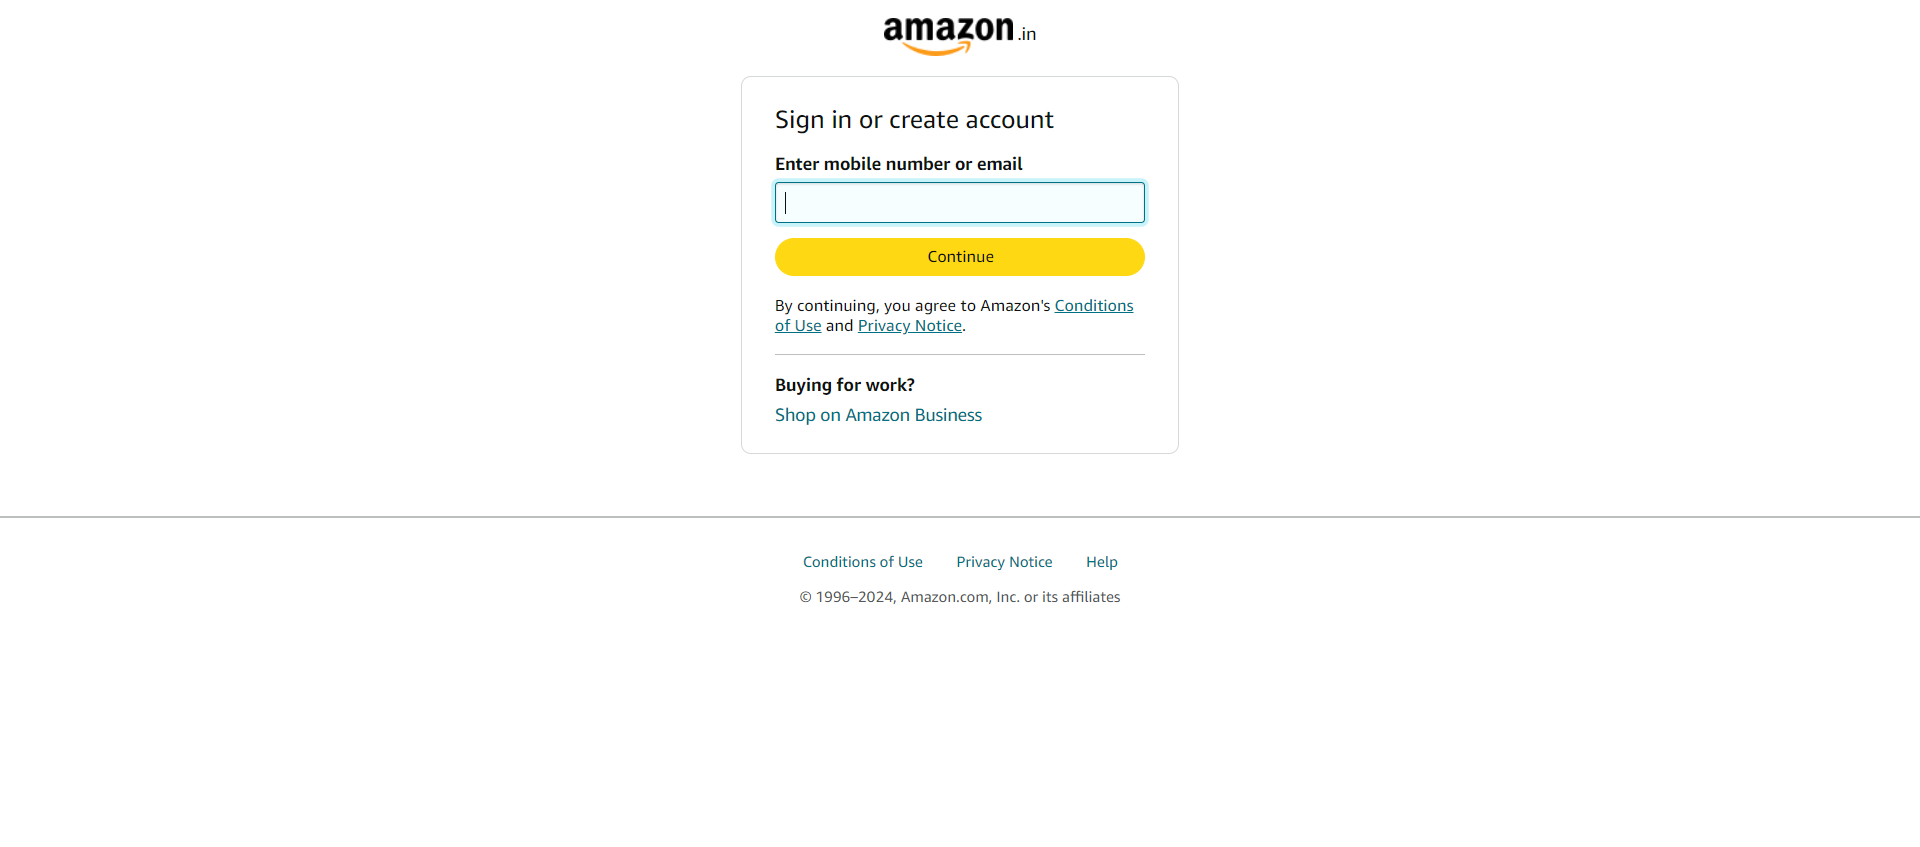 amazon.in
Sign in or create account
Enter mobile number or email
Continue
By continuing, you agree to Amazon's Conditions
of Use and Privacy Notice.
Buying for work?
Shop on Amazon Business
Conditions of Use Privacy Notice Help
© 1996–2024, Amazon.com, Inc. or its affiliates